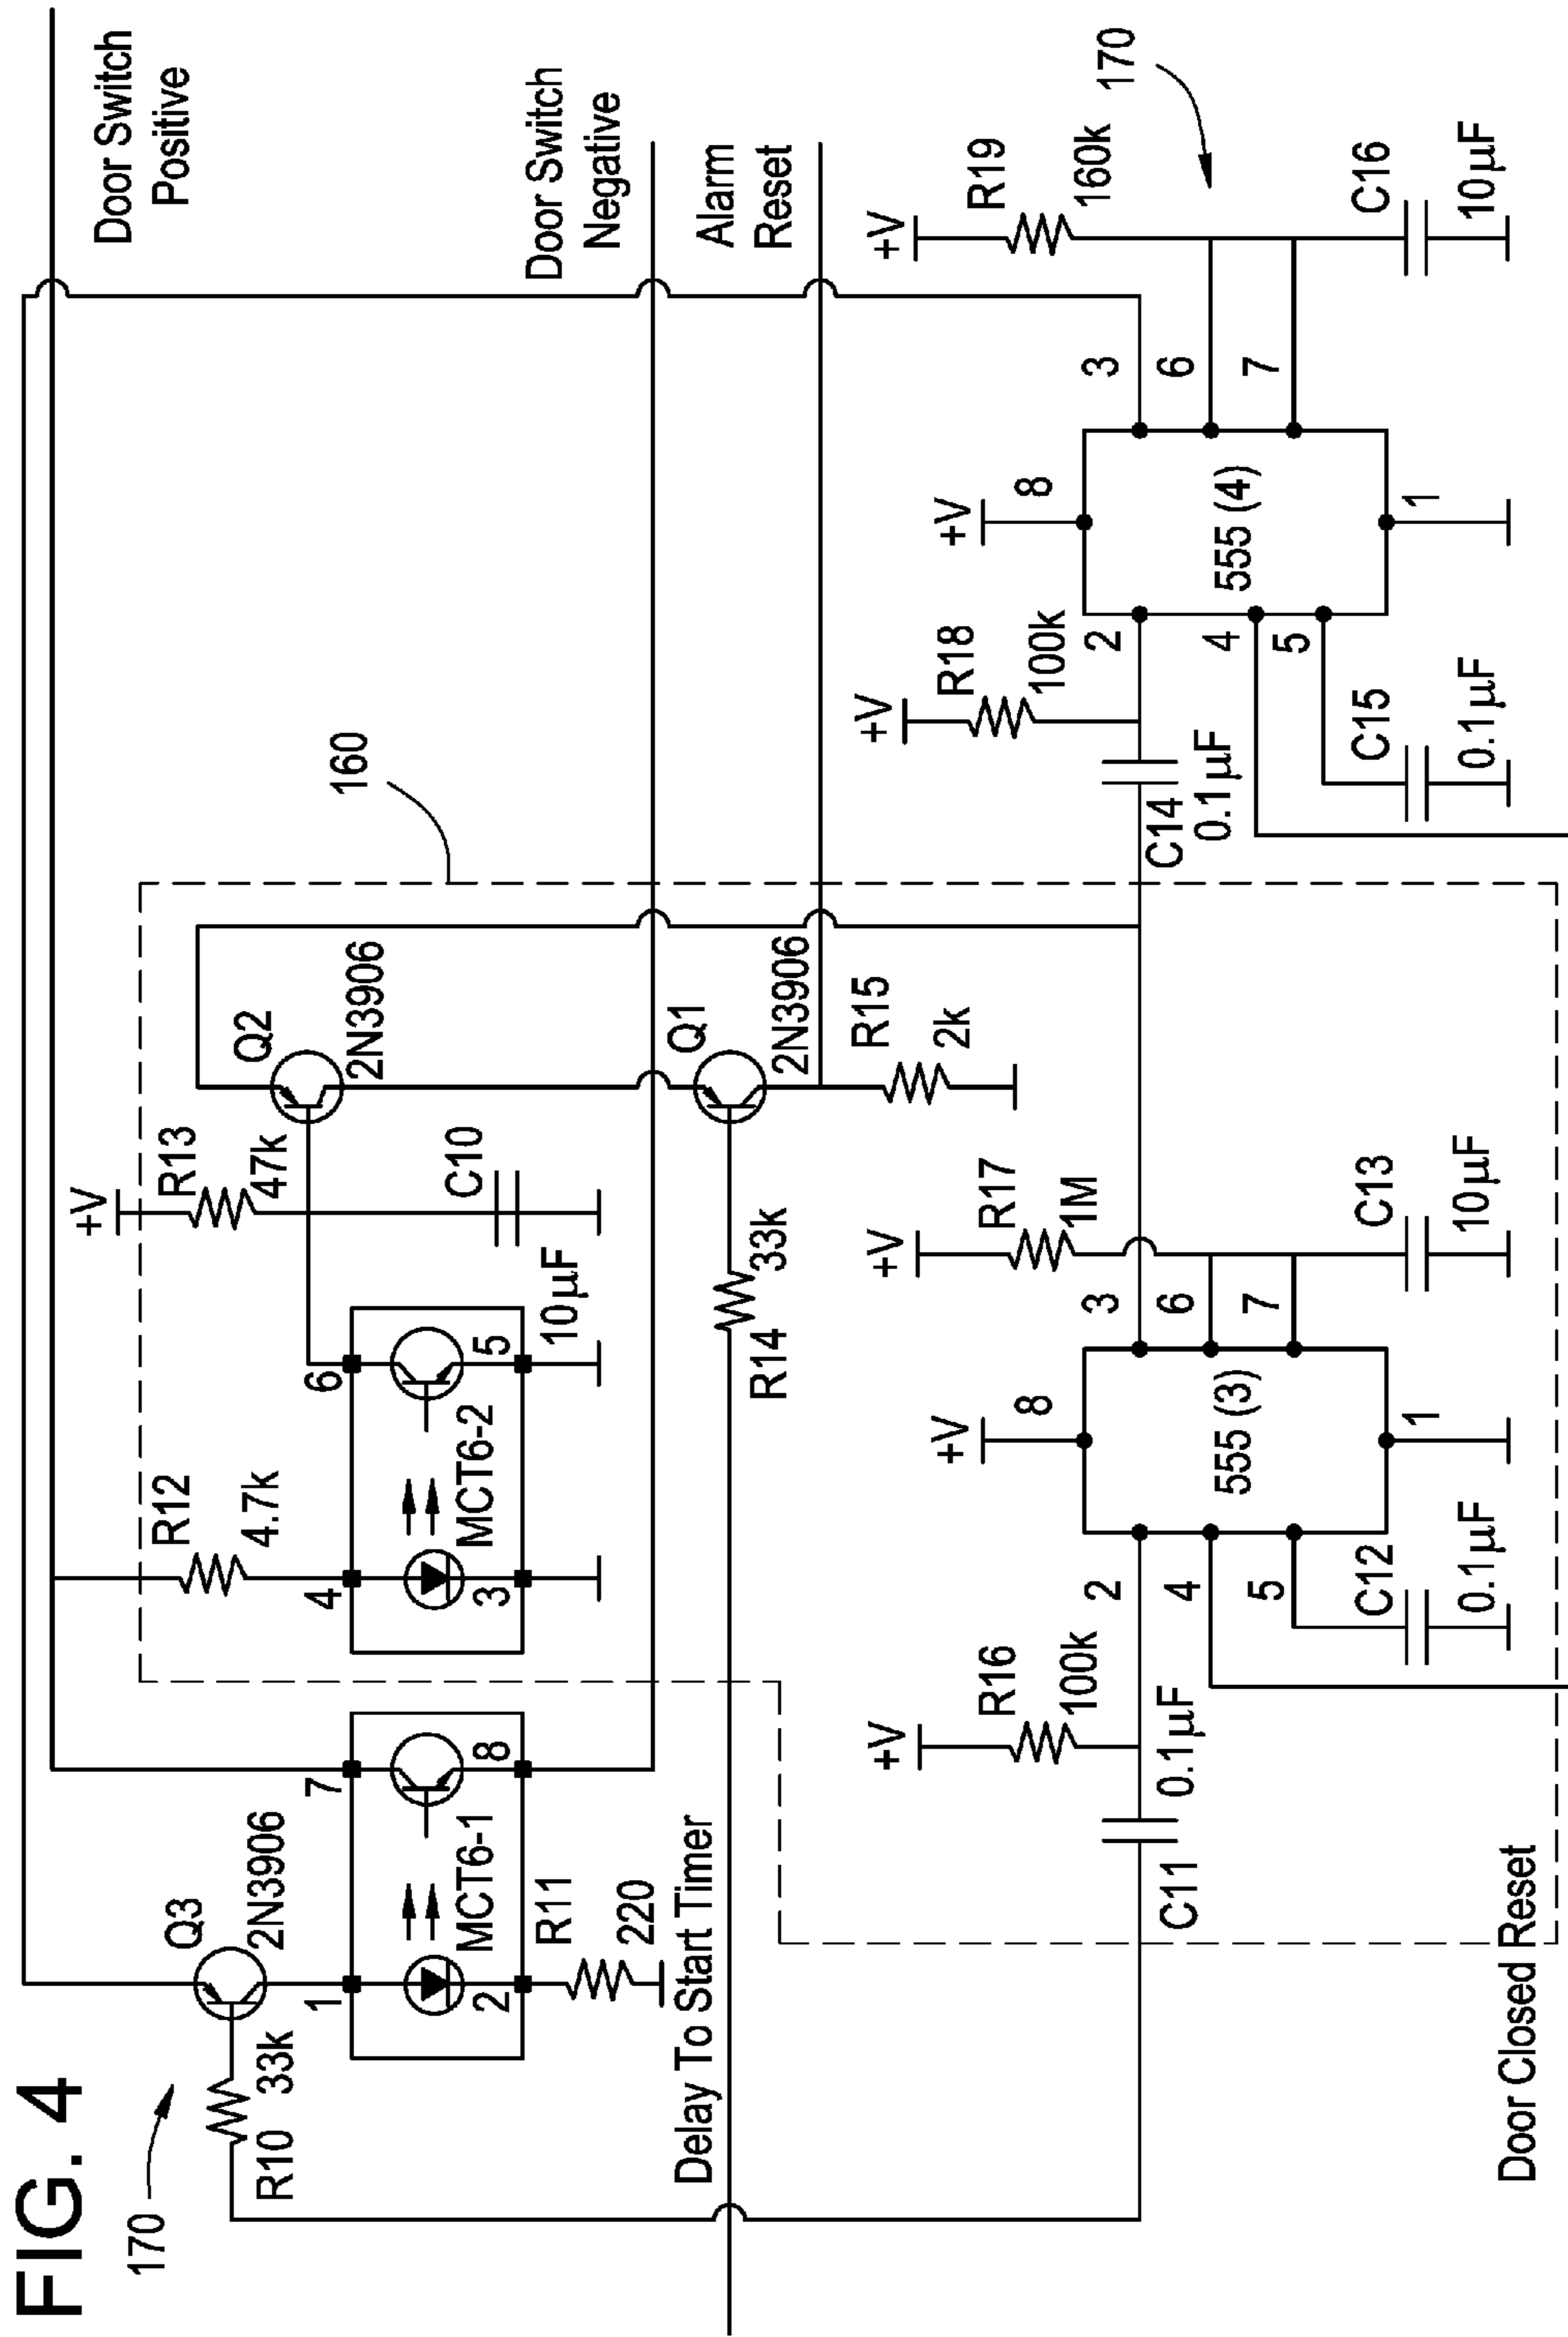 FIG. 4
170
R10 33k
Q3
2N3906
1
2
MCT6-1
7
8
R11
220
R12
4.7k
4
3
MCT6-2
6
5
10µF
+V
R13
47k
C10
Q2
2N3906
160
Door Switch
Positive
Door Switch
Negative
Alarm
Reset
Delay To Start Timer
R14
33k
Q1
2N3906
R15
2k
C11
0.1µF
+V
R16
100k
2
4
5
C12
0.1µF
+V
8
555 (3)
1
3
6
7
+V
R17
1M
C13
10µF
C14
0.1µF
+V
R18
100k
2
4
5
C15
0.1µF
+V
8
555 (4)
1
3
6
7
+V
R19
160k
C16
10µF
170
Door Closed Reset